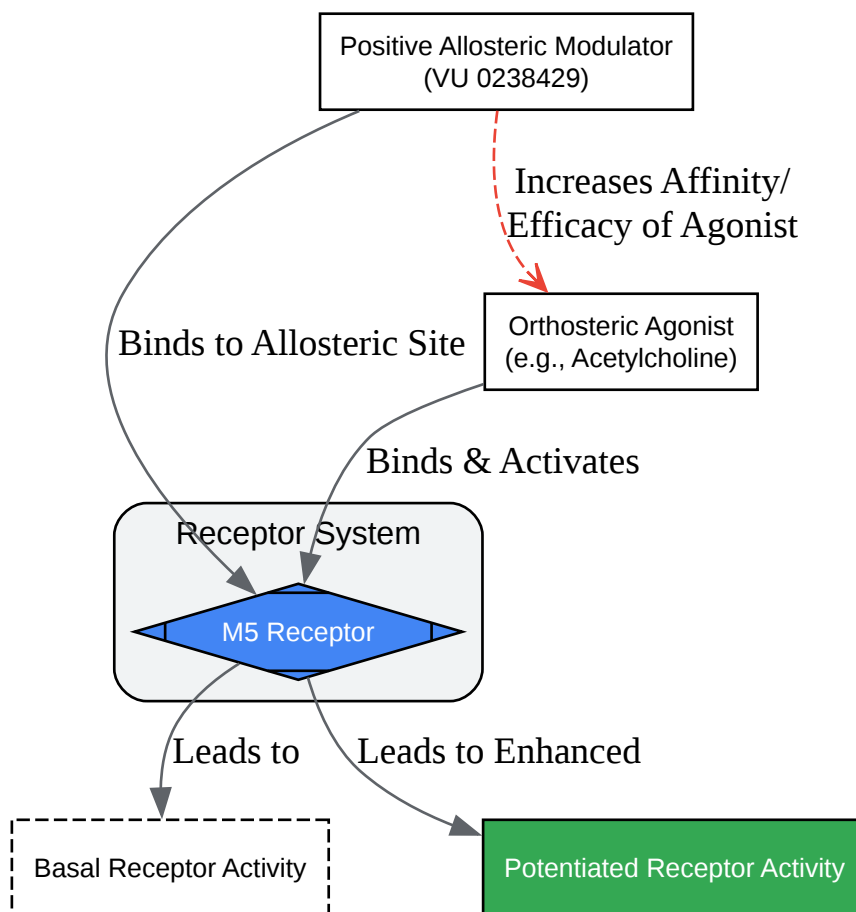 Positive Allosteric Modulator
(VU 0238429)
Increases Affinity/
Efficacy of Agonist
Orthosteric Agonist
(e.g., Acetylcholine)
Binds to Allosteric Site
Binds & Activates
Receptor System
M5 Receptor
Leads to
Leads to Enhanced
Basal Receptor Activity
Potentiated Receptor Activity